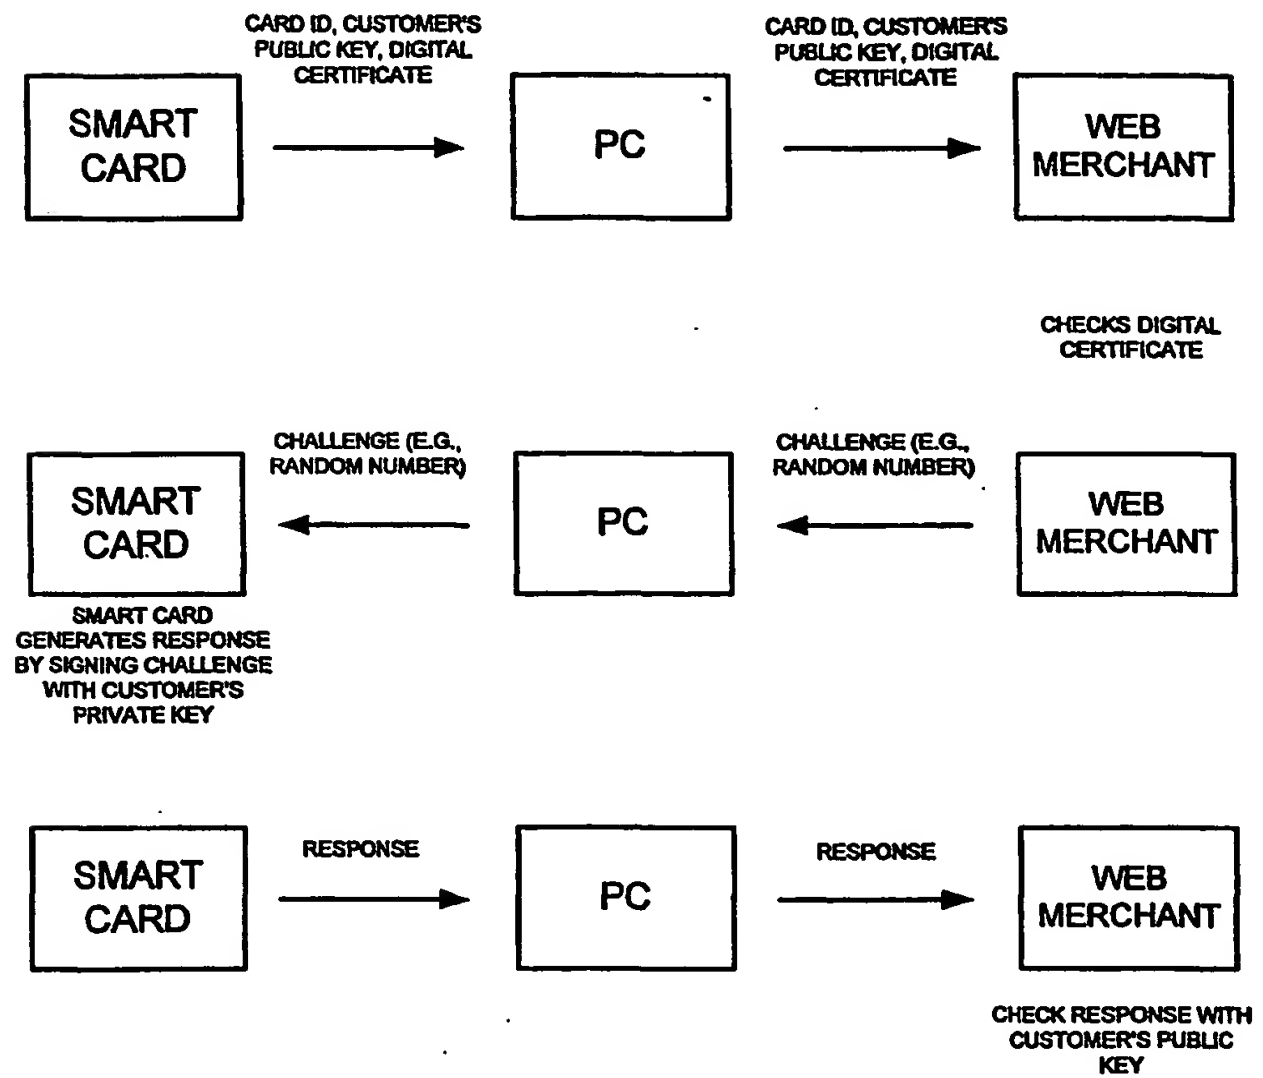 CARD ID, CUSTOMER'S
PUBLIC KEY, DIGITAL
CERTIFICATE
CARD ID, CUSTOMER'S
PUBLIC KEY, DIGITAL
CERTIFICATE
SMART
CARD
PC
WEB
MERCHANT
CHECKS DIGITAL
CERTIFICATE
CHALLENGE (E.G.,
RANDOM NUMBER)
CHALLENGE (E.G.,
RANDOM NUMBER)
SMART
CARD
PC
WEB
MERCHANT
SMART CARD
GENERATES RESPONSE
BY SIGNING CHALLENGE
WITH CUSTOMER'S
PRIVATE KEY
RESPONSE
RESPONSE
SMART
CARD
PC
WEB
MERCHANT
CHECK RESPONSE WITH
CUSTOMER'S PUBLIC
KEY